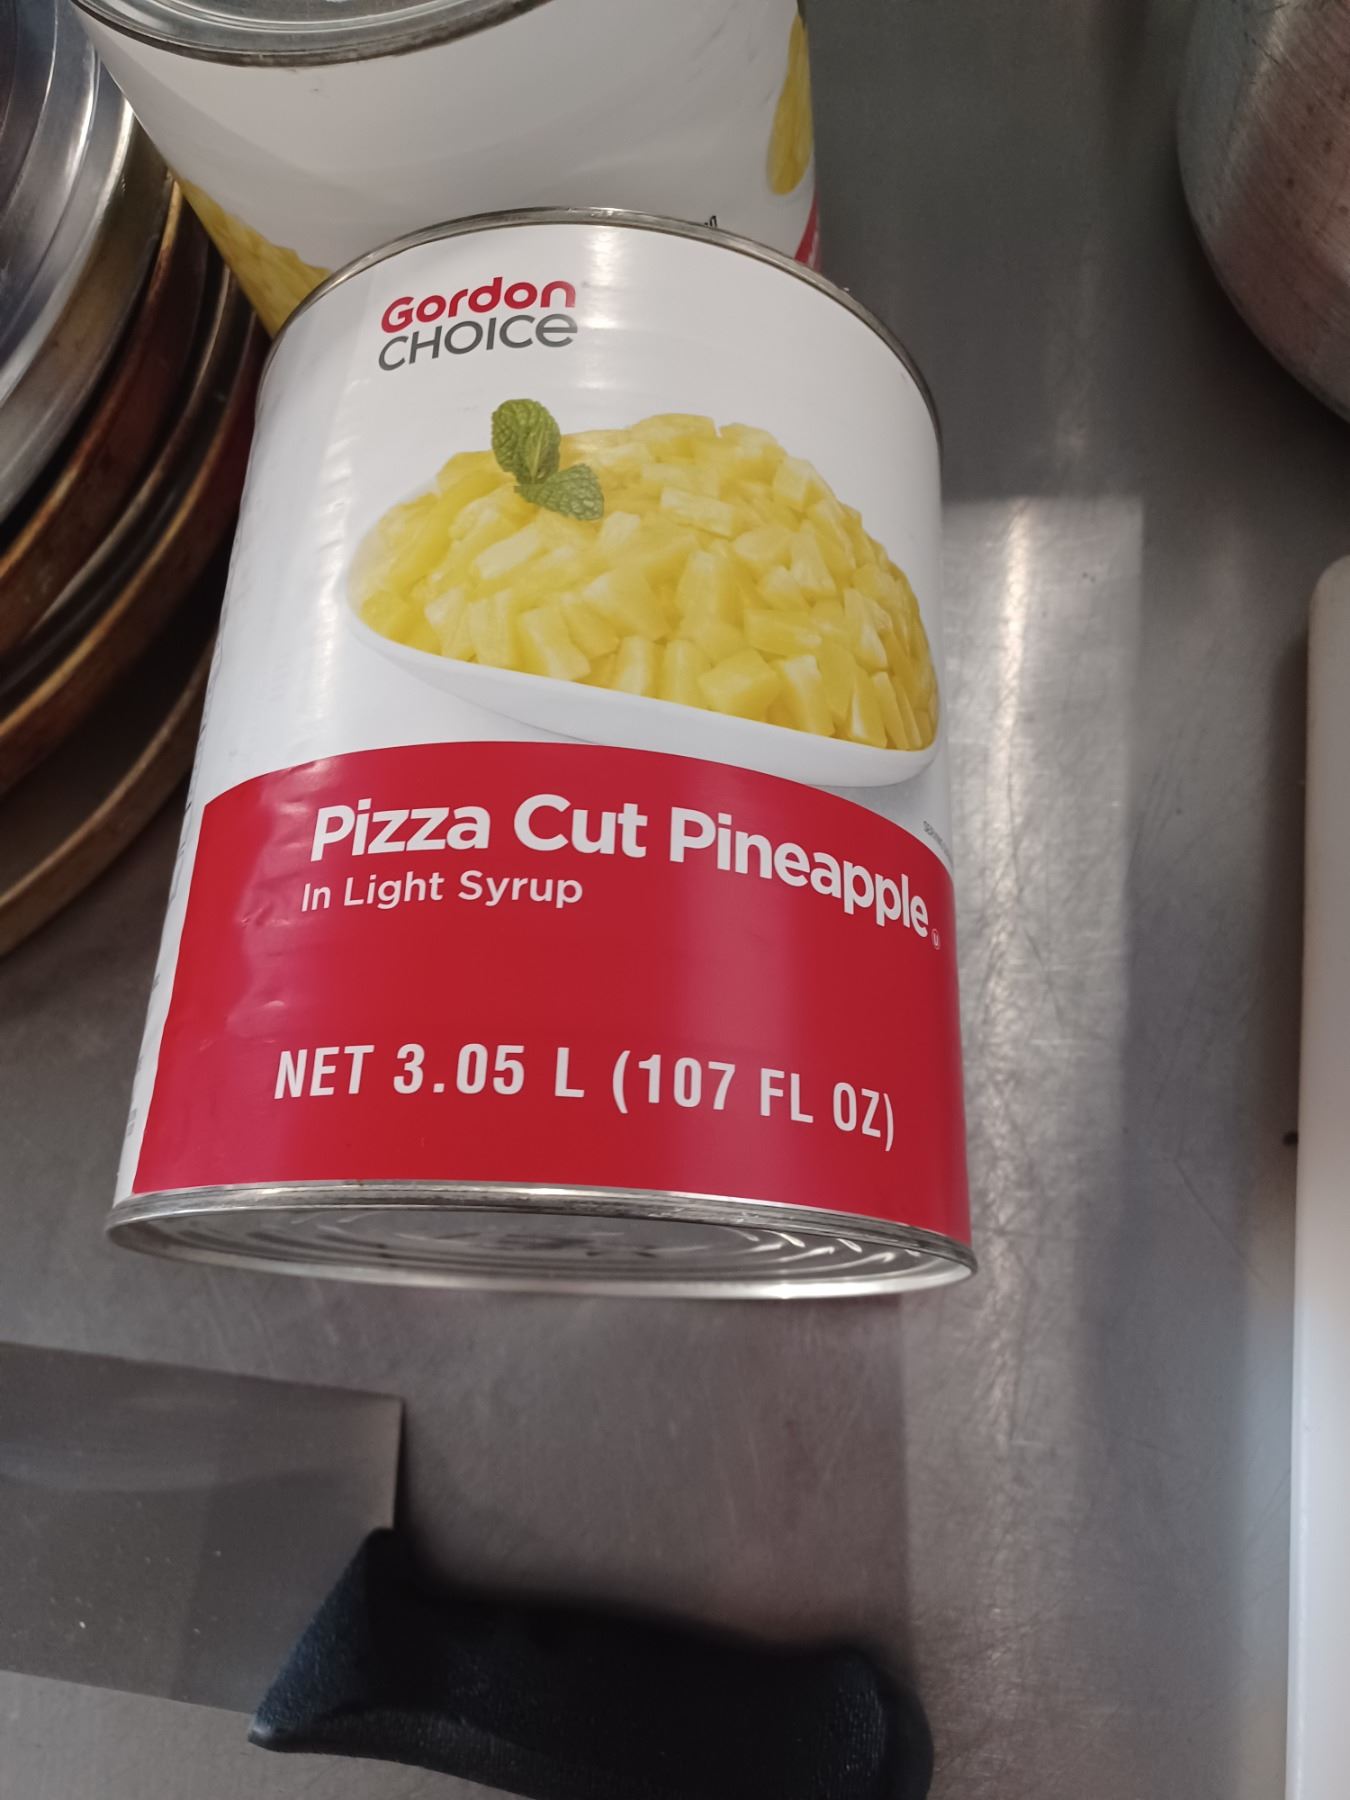 Gordon
CHOICe
Pizza Cut Pineapple
In Light Syrup
NET 3.05 L (107 FL OZ)